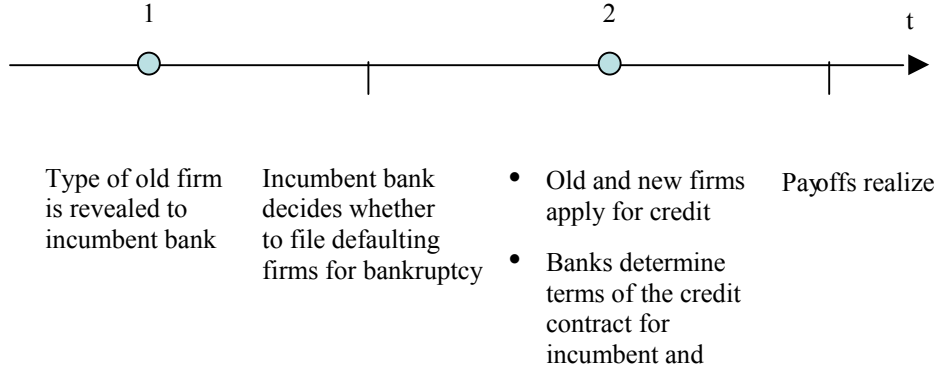 1
2
t
Type of old firm
is revealed to
incumbent bank
Incumbent bank
decides whether
to file defaulting
firms for bankruptcy
• Old and new firms
apply for credit
• Banks determine
terms of the credit
contract for
incumbent and
Payoffs realize